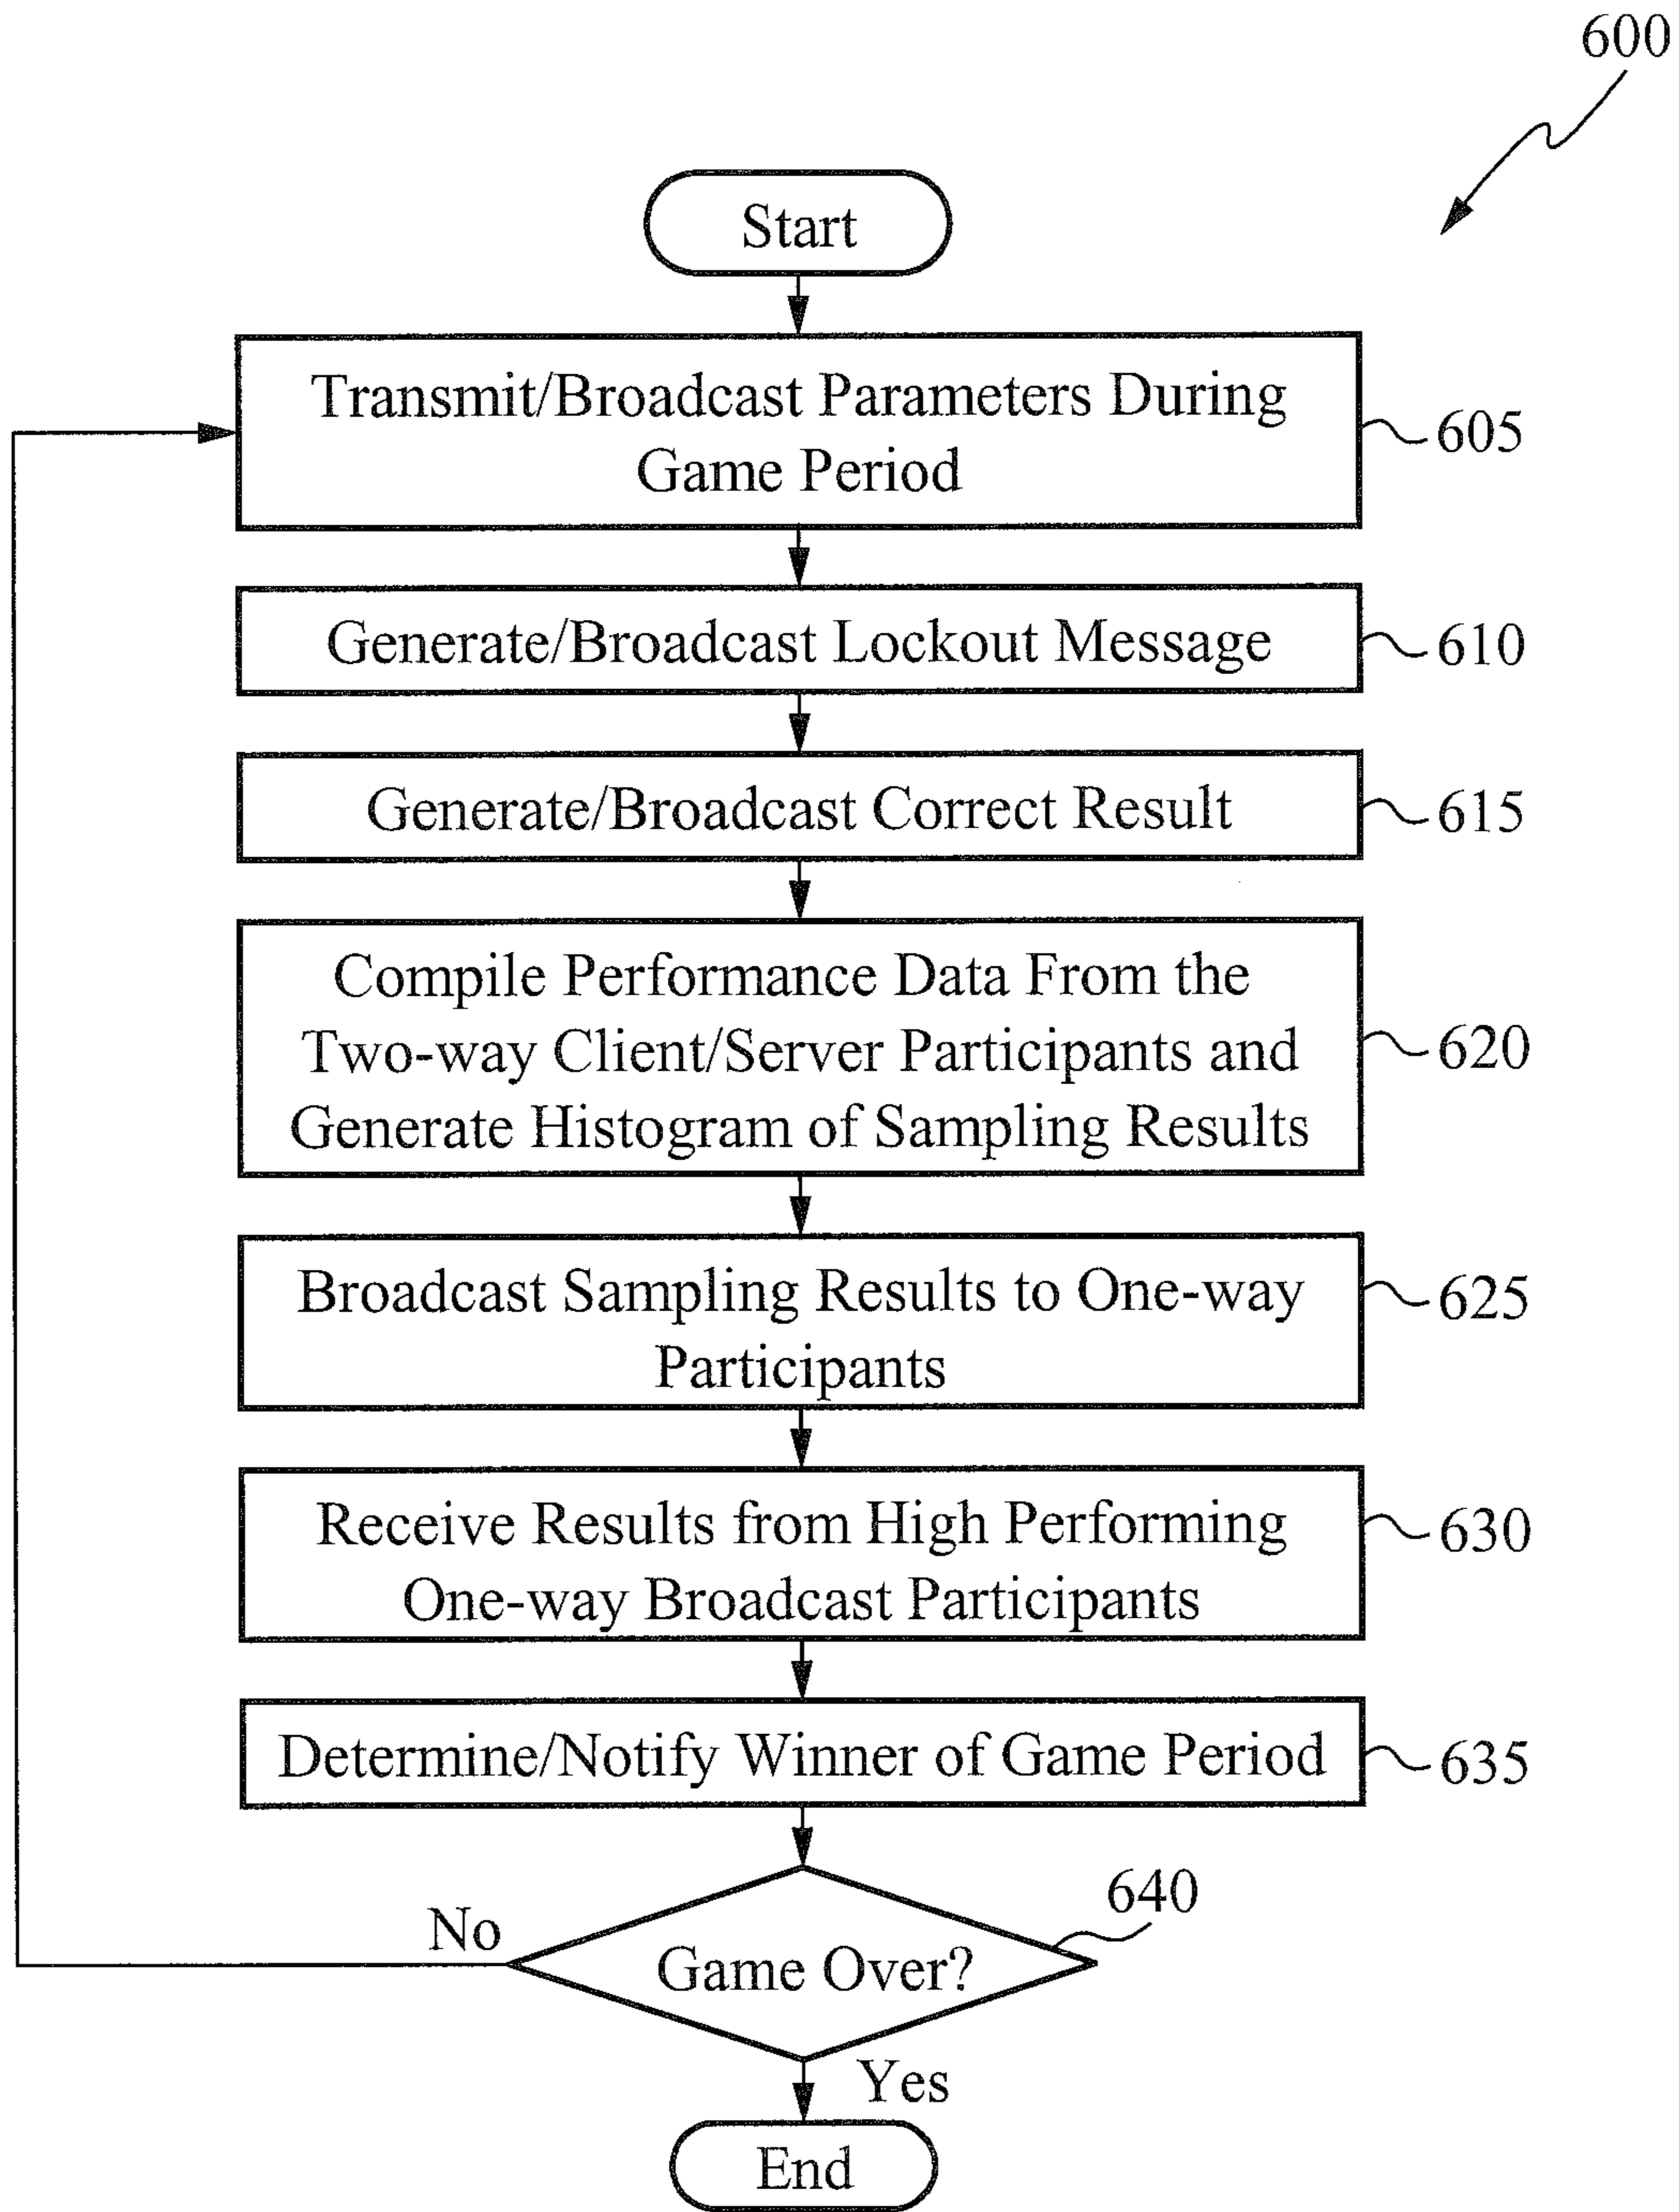 600
Start
Transmit/Broadcast Parameters During
Game Period
605
Generate/Broadcast Lockout Message
610
Generate/Broadcast Correct Result
615
Compile Performance Data From the
Two-way Client/Server Participants and
Generate Histogram of Sampling Results
620
Broadcast Sampling Results to One-way
Participants
625
Receive Results from High Performing
One-way Broadcast Participants
630
Determine/Notify Winner of Game Period
635
640
No
Game Over?
Yes
End